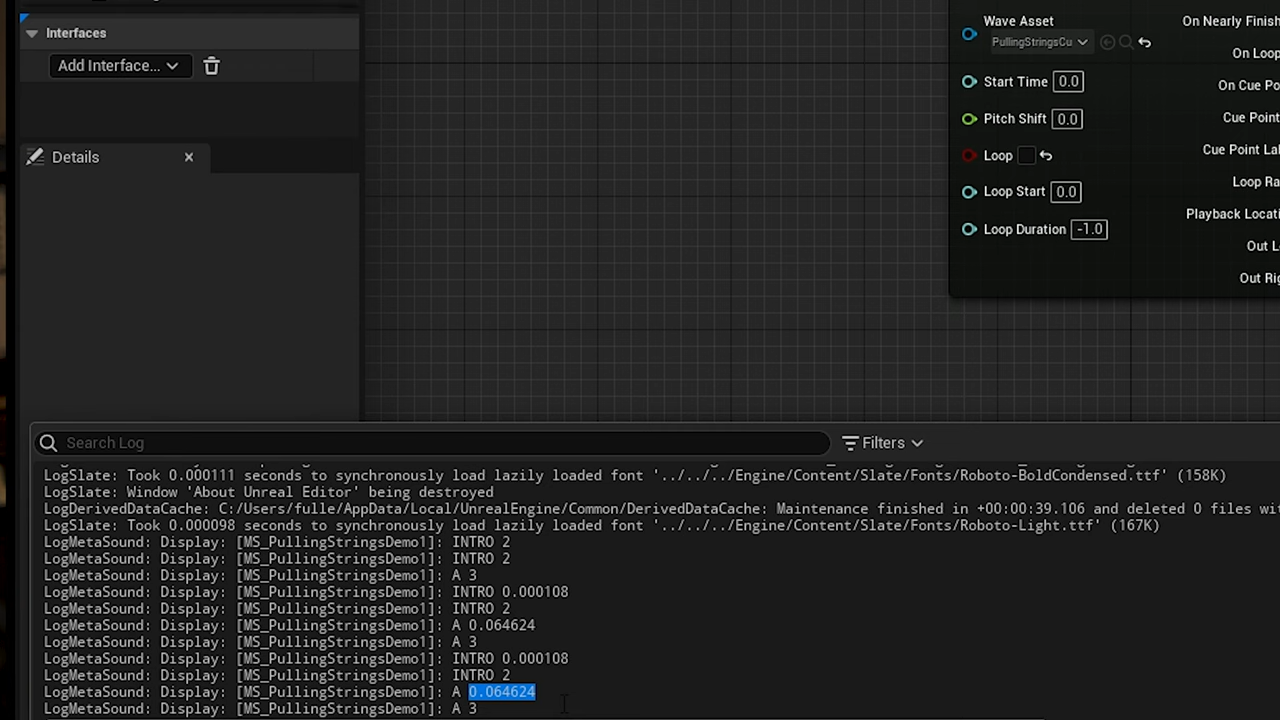 Interfaces
Add Interface...
Details
Wave Asset
PullingStringsCu
Start Time 0.0
Pitch Shift 0.0
Loop
Loop Start 0.0
Loop Duration -1.0
On Nearly Finish
On Loop
On Cue Po
Cue Point
Cue Point Lal
Loop Ra
Playback Locati
Out L
Out Rig
Search Log
Filters
LogSlate: Took 0.000111 seconds to synchronously load lazily loaded font '../../../Engine/Content/Slate/Fonts/Roboto-BoldCondensed.ttf' (158K)
LogSlate: Window 'About Unreal Editor' being destroyed
LogDerivedDataCache: C:/Users/fulle/AppData/Local/UnrealEngine/Common/DerivedDataCache: Maintenance finished in +00:00:39.106 and deleted 0 files wit
LogSlate: Took 0.000098 seconds to synchronously load lazily loaded font '../../../Engine/Content/Slate/Fonts/Roboto-Light.ttf' (167K)
LogMetaSound: Display: [MS_PullingStringsDemo1]: INTRO 2
LogMetaSound: Display: [MS_PullingStringsDemo1]: INTRO 2
LogMetaSound: Display: [MS_PullingStringsDemo1]: A 3
LogMetaSound: Display: [MS_PullingStringsDemo1]: INTRO 0.000108
LogMetaSound: Display: [MS_PullingStringsDemo1]: INTRO 2
LogMetaSound: Display: [MS_PullingStringsDemo1]: A 0.064624
LogMetaSound: Display: [MS_PullingStringsDemo1]: A 3
LogMetaSound: Display: [MS_PullingStringsDemo1]: INTRO 0.000108
LogMetaSound: Display: [MS_PullingStringsDemo1]: INTRO 2
LogMetaSound: Display: [MS_PullingStringsDemo1]: A 0.064624
LogMetaSound: Display: [MS_PullingStringsDemo1]: A 3